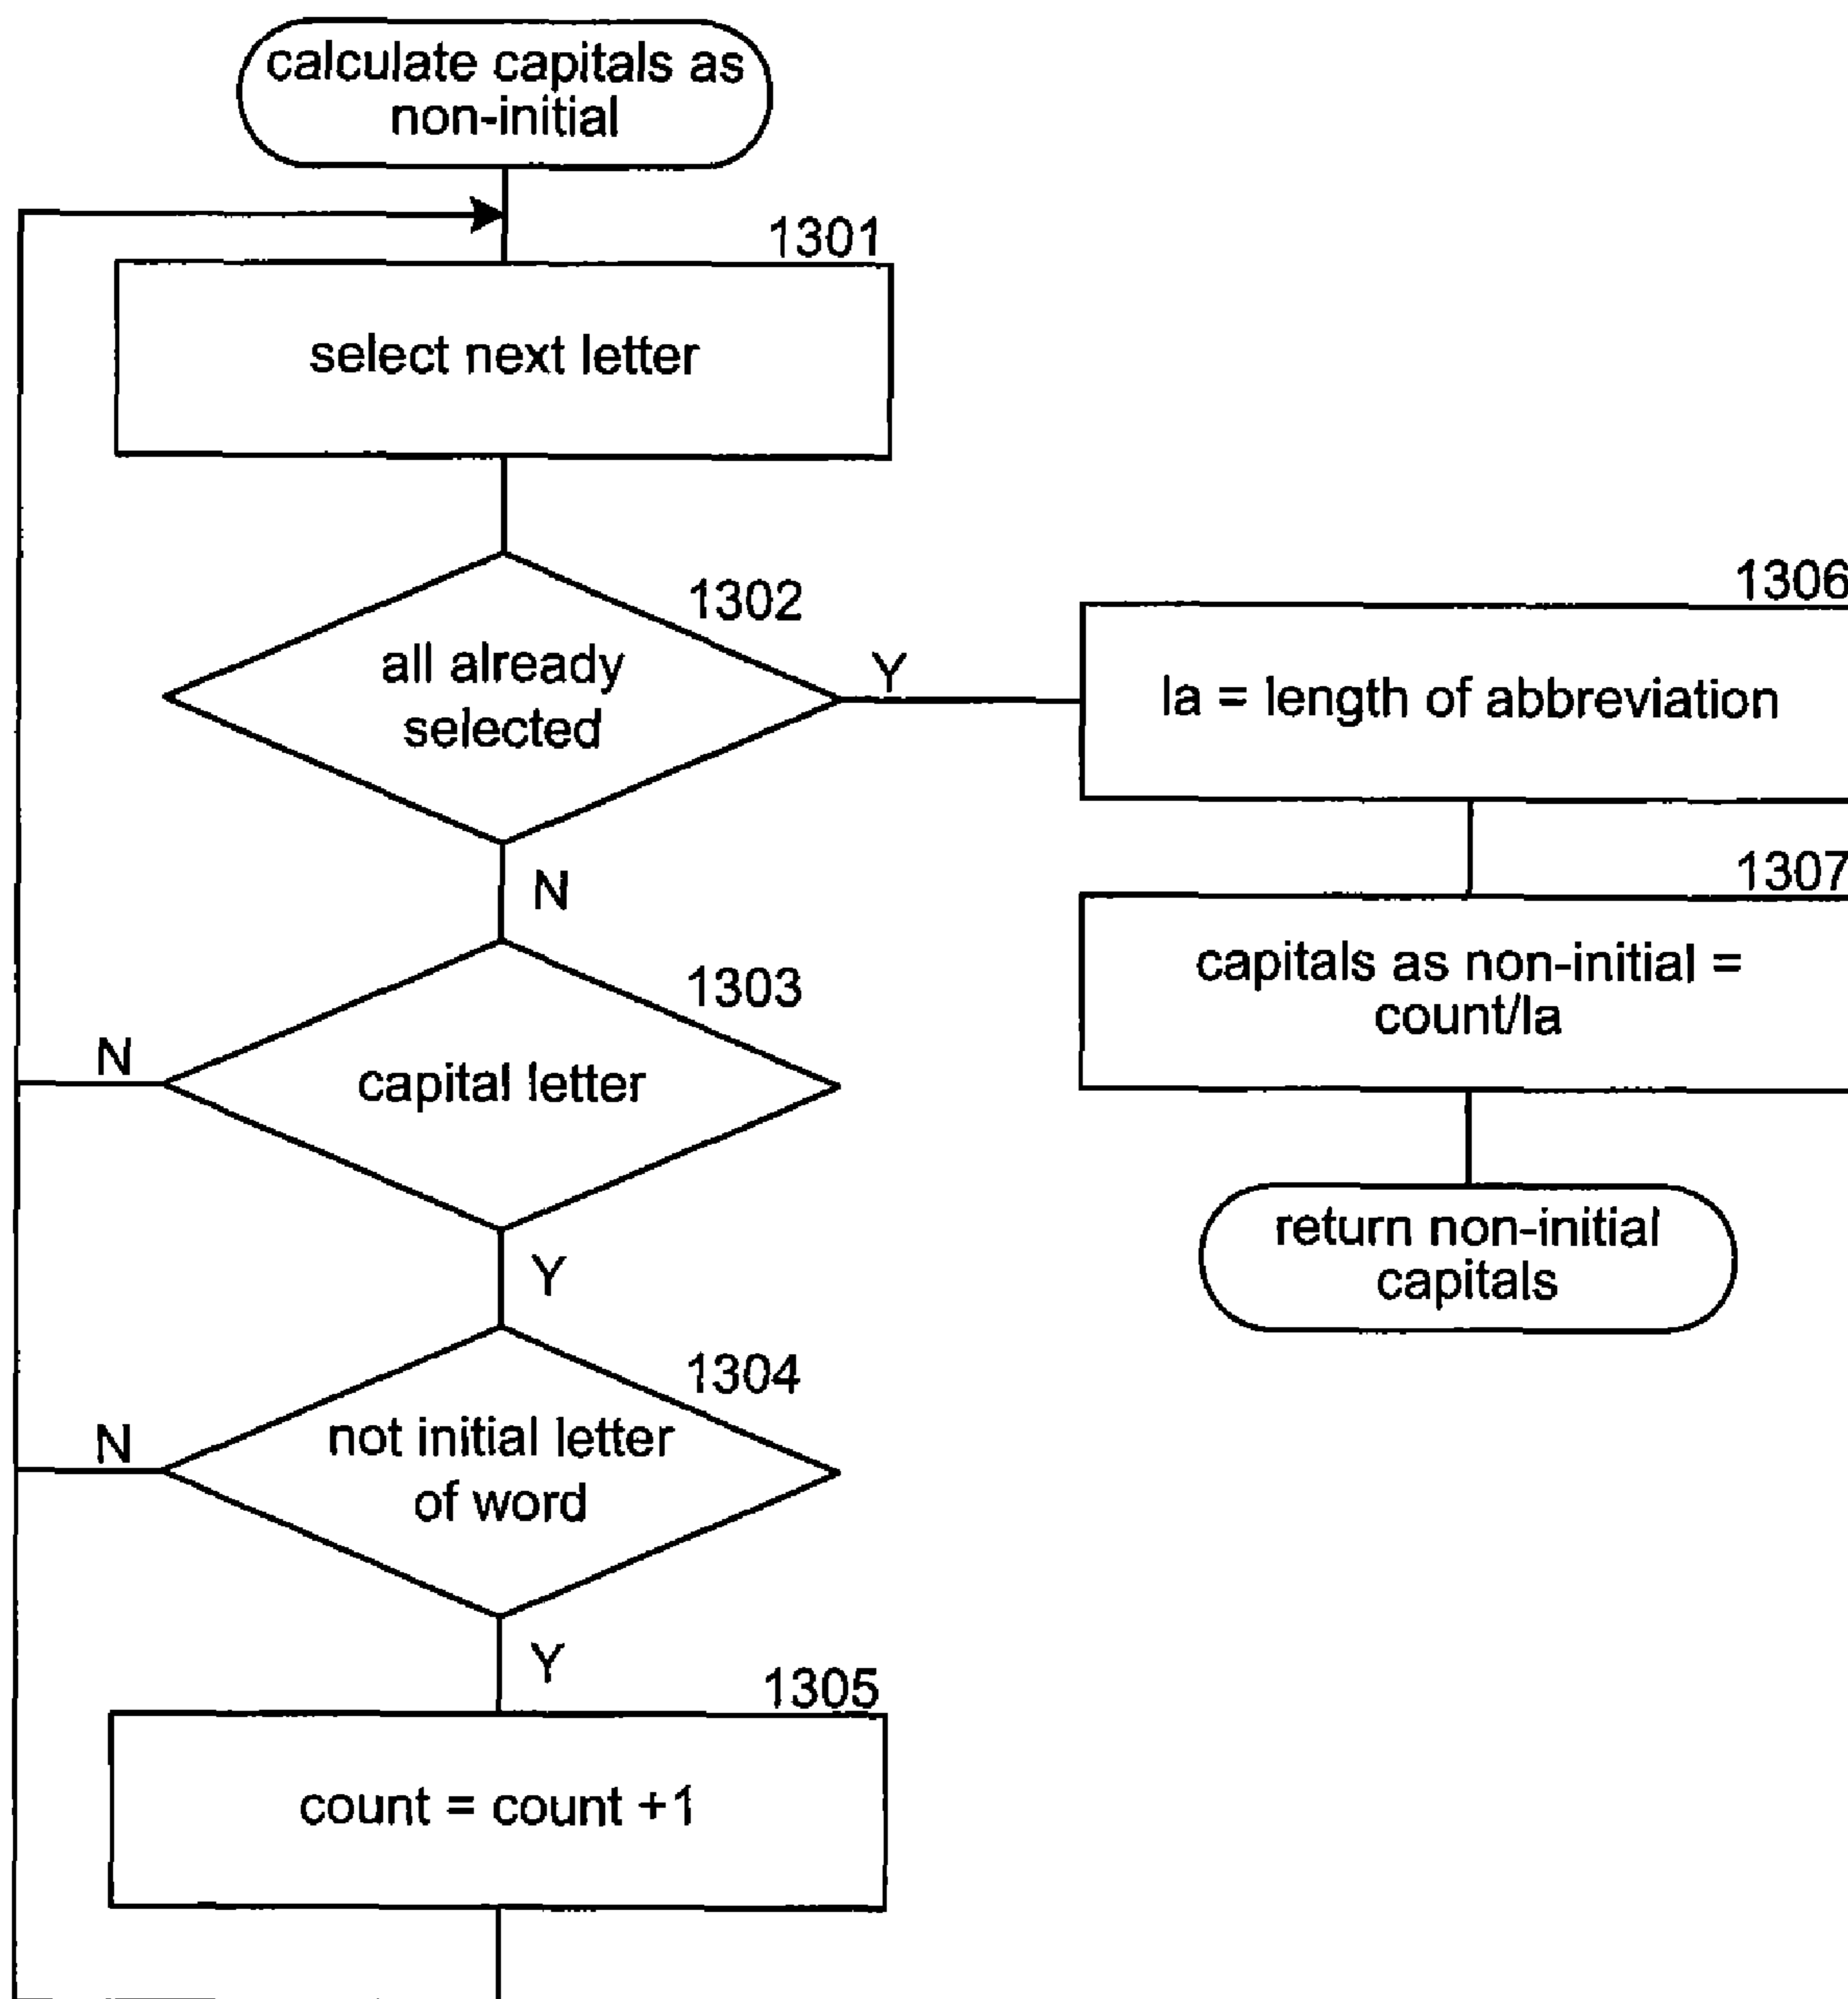 calculate capitals as
non-initial
1301
select next letter
1302
all already
selected
Y
N
1303
capital letter
N
Y
1304
not initial letter
of word
N
Y
1305
count = count +1
1306
la = length of abbreviation
1307
capitals as non-initial =
count/la
return non-initial
capitals